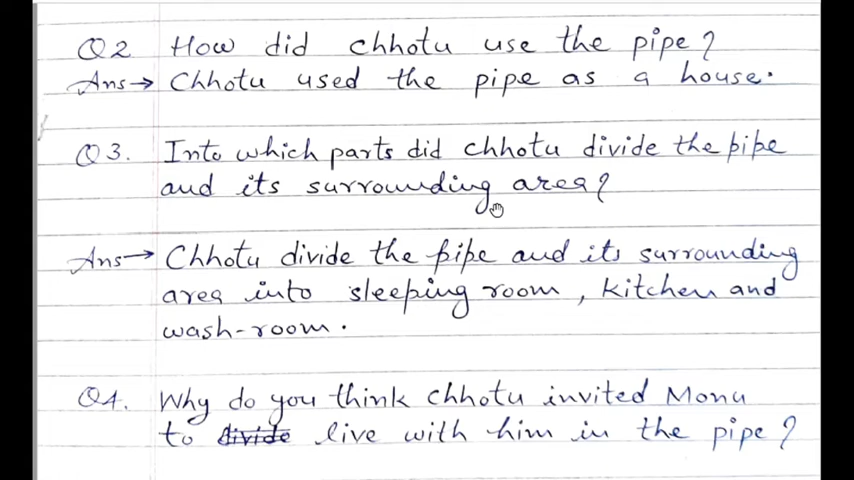 Q2 How did chhotu use the pipe?
Ans → Chhotu used the pipe as a house.
Q3. Into which parts did chhotu divide the pipe
and its surrounding area?
Ans → Chhotu divide the pipe and its surrounding
area into sleeping room, kitchen and
wash-room.
Q4. Why do you think chhotu invited Monu
to divide live with him in the pipe?